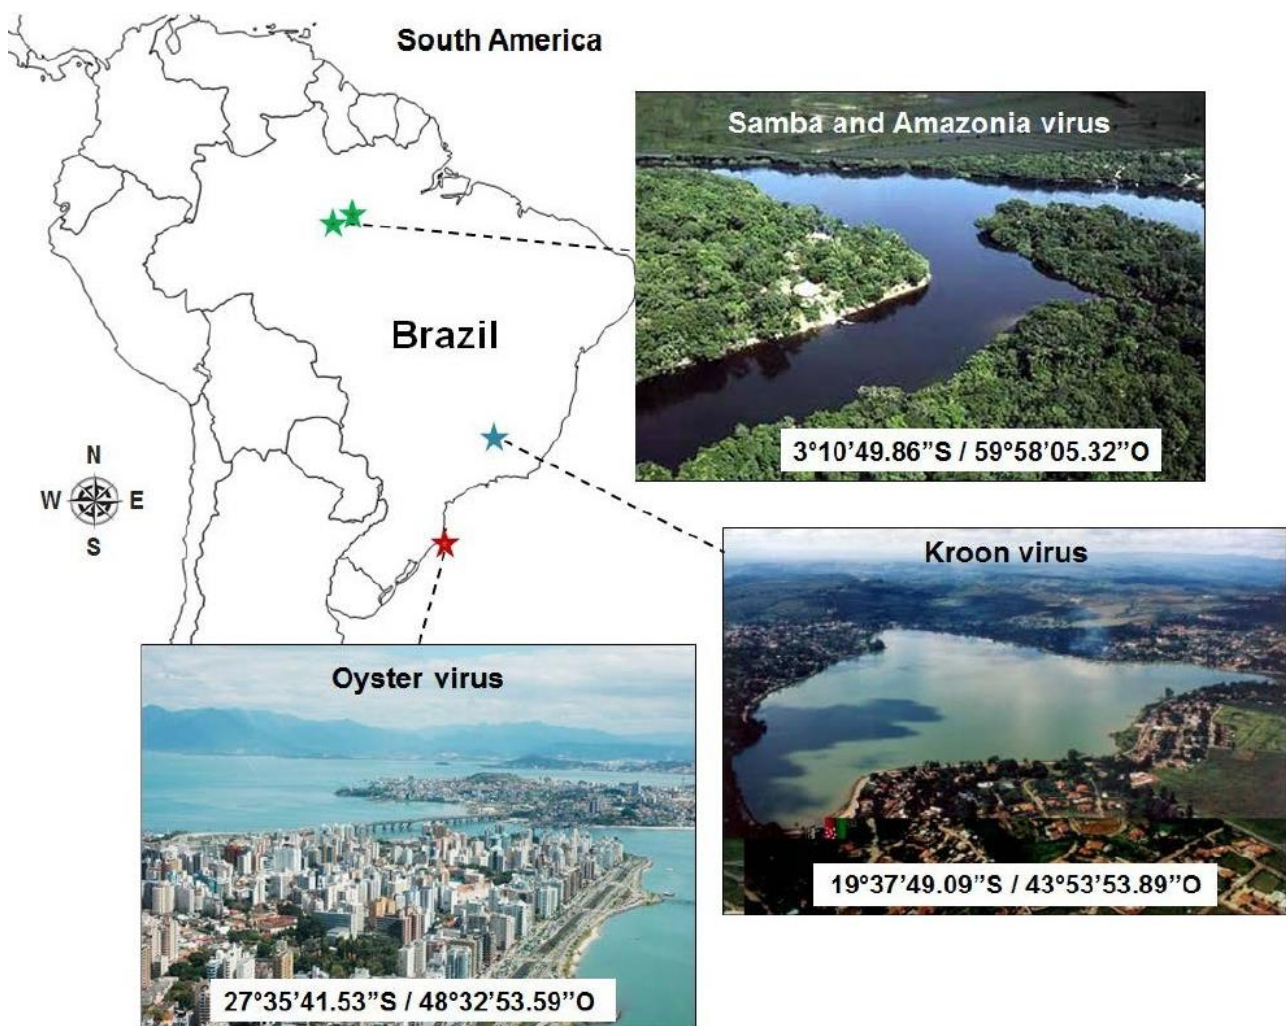 South America
Samba and Amazonia virus
Brazil
3°10’49.86”S / 59°58’05.32”O
N
W E
S
Kroon virus
19°37’49.09”S / 43°53’53.89”O
Oyster virus
27°35’41.53”S / 48°32’53.59”O